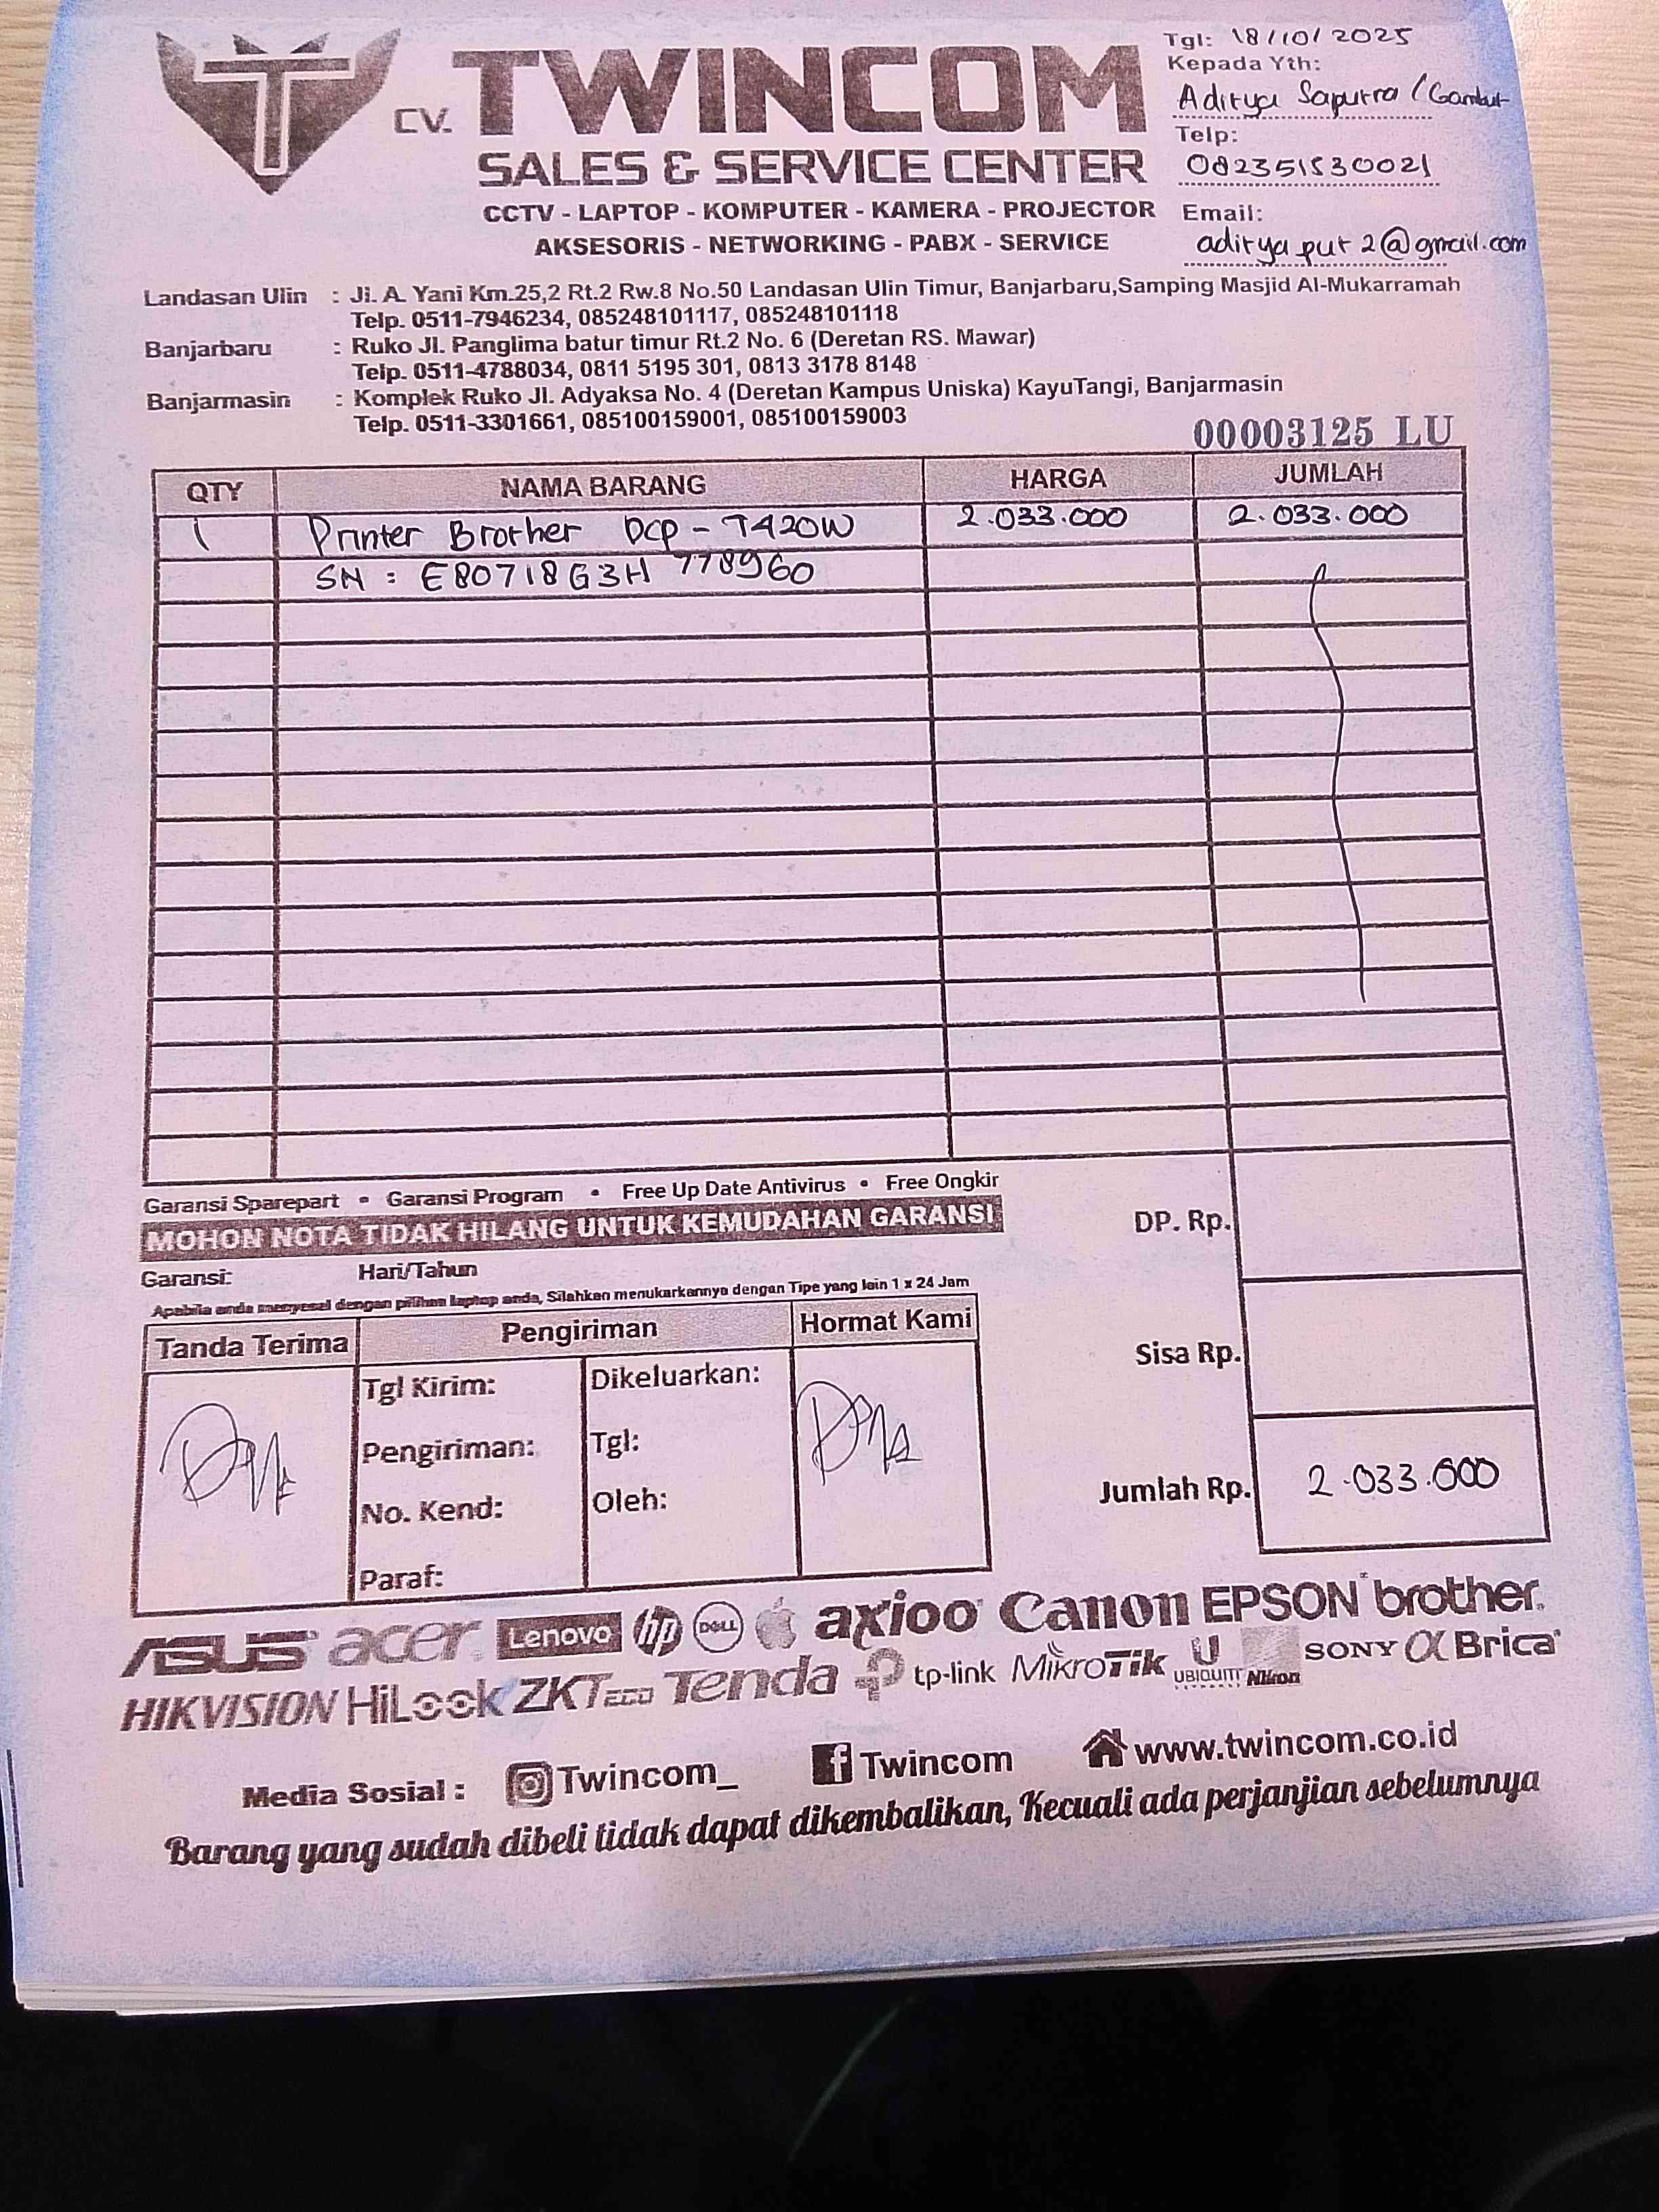 CV. TWINCOM
SALES & SERVICE CENTER
CCTV - LAPTOP - KOMPUTER - KAMERA - PROJECTOR
AKSESORIS - NETWORKING - PABX - SERVICE
Tgl: 18/10/2025
Kepada Yth:
Aditya Saputra / Gambut
Telp:
082351530021
Email:
aditya put 2@gmail.com
Landasan Ulin : Jl. A. Yani Km.25,2 Rt.2 Rw.8 No.50 Landasan Ulin Timur, Banjarbaru,Samping Masjid Al-Mukarramah
Telp. 0511-7946234, 085248101117, 085248101118
Banjarbaru : Ruko Jl. Panglima batur timur Rt.2 No. 6 (Deretan RS. Mawar)
Telp. 0511-4788034, 0811 5195 301, 0813 3178 8148
Banjarmasin : Komplek Ruko Jl. Adyaksa No. 4 (Deretan Kampus Uniska) KayuTangi, Banjarmasin
Telp. 0511-3301661, 085100159001, 085100159003
00003125 LU
QTY NAMA BARANG HARGA JUMLAH
1 Printer Brother DCP - T420W 2.033.000 2.033.000
SN : E80718G3H 778960
Garansi Sparepart • Garansi Program • Free Up Date Antivirus • Free Ongkir
MOHON NOTA TIDAK HILANG UNTUK KEMUDAHAN GARANSI
Garansi: Hari/Tahun
Apabila anda menyesal dengan pilihan laptop anda, Silahkan menukarkannya dengan Tipe yang lain 1 x 24 Jam
DP. Rp.
Sisa Rp.
Jumlah Rp. 2.033.000
Tanda Terima Pengiriman Hormat Kami
Tgl Kirim: Dikeluarkan:
Pengiriman: Tgl:
No. Kend: Oleh:
Paraf:
ASUS acer Lenovo hp DELL axioo Canon EPSON brother
HIKVISION HiLook ZKTeco Tenda tp-link MikroTik U UBIQUITI Nikon SONY α Brica
Media Sosial : Twincom_ Twincom www.twincom.co.id
Barang yang sudah dibeli tidak dapat dikembalikan, Kecuali ada perjanjian sebelumnya